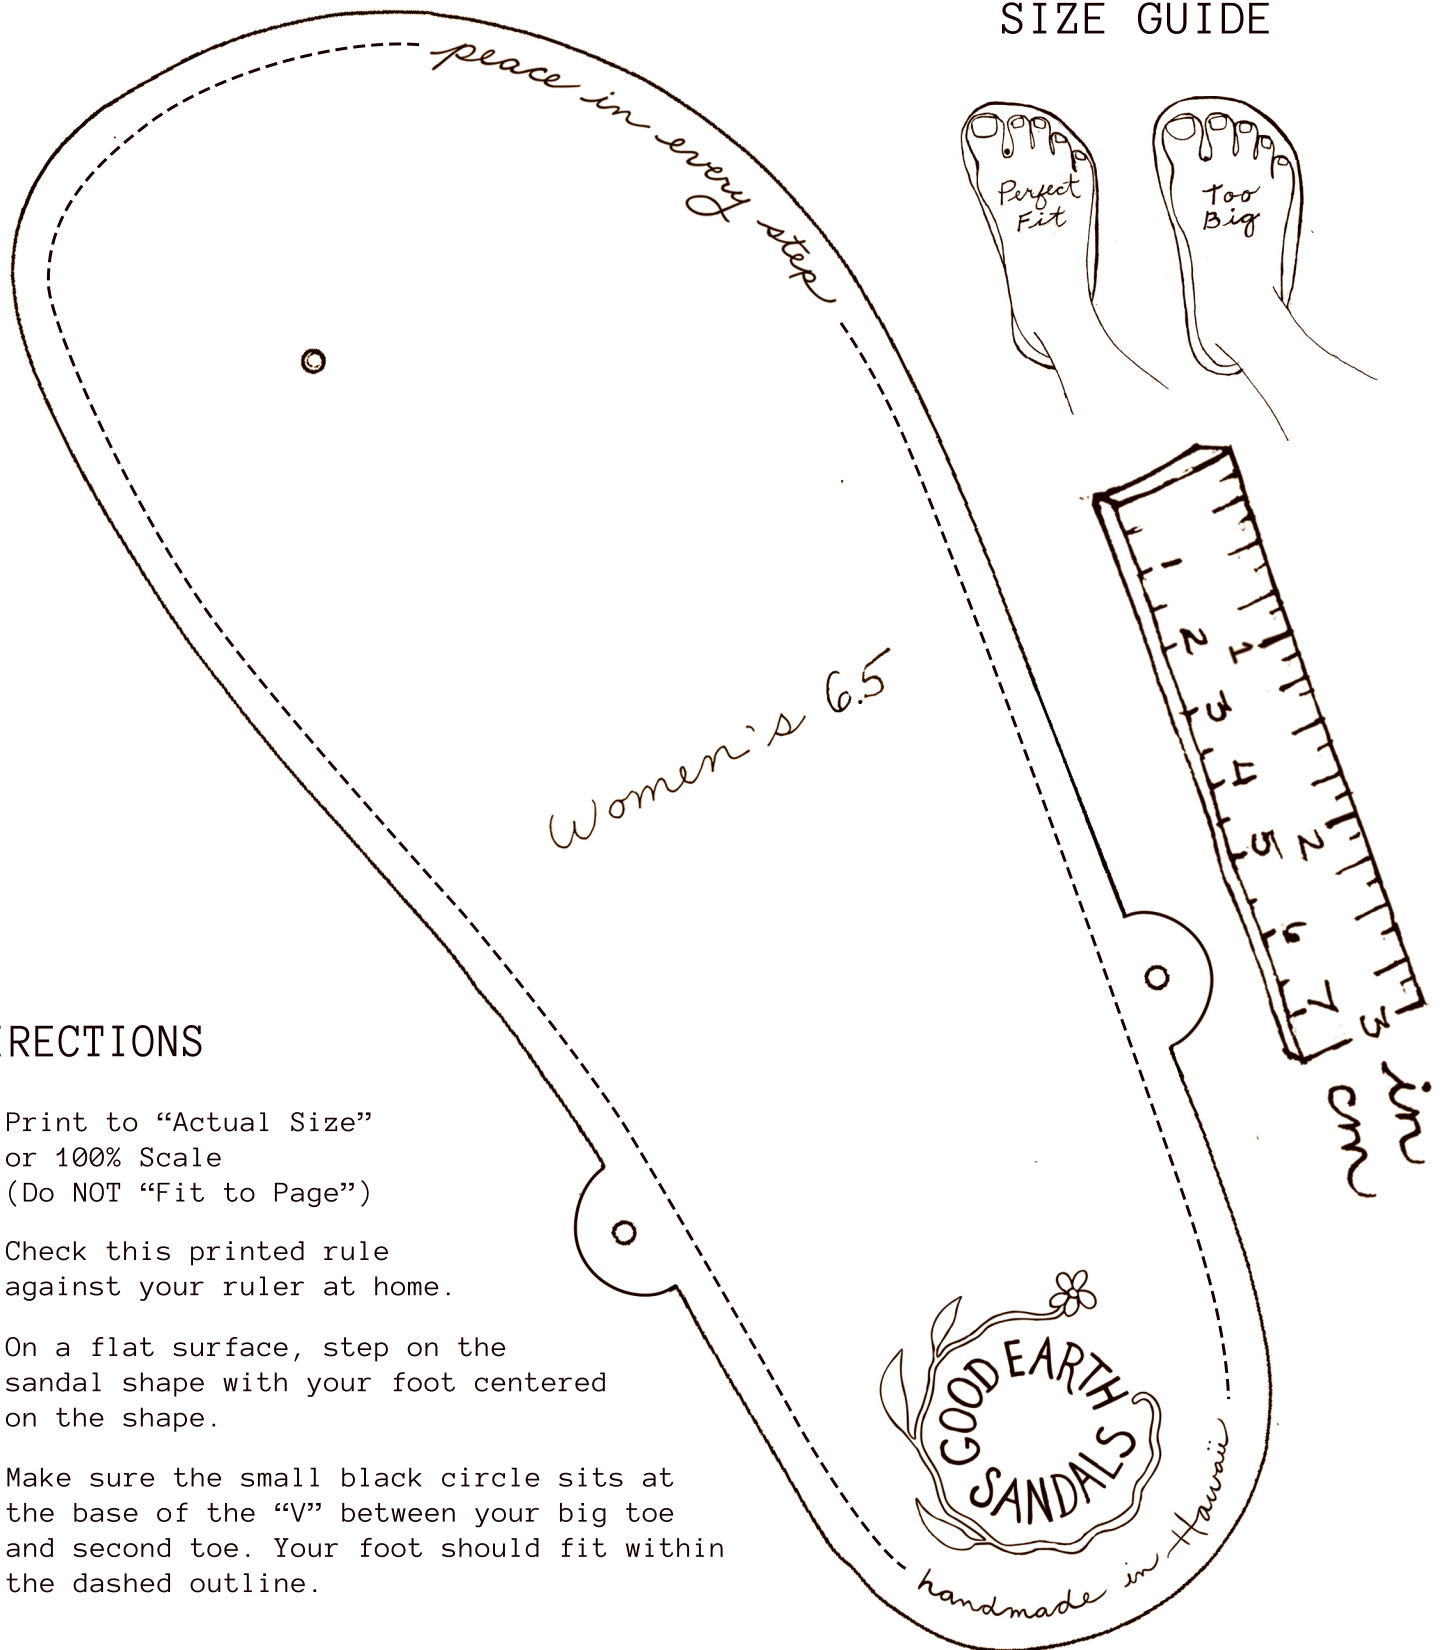 SIZE GUIDE
peace in every step
Perfect
Fit
Too
Big
1
2
3
4
5
6
7
cm
1
2
3
in
Women's 6.5
IRECTIONS
Print to “Actual Size”
or 100% Scale
(Do NOT “Fit to Page”)
Check this printed rule
against your ruler at home.
On a flat surface, step on the
sandal shape with your foot centered
on the shape.
Make sure the small black circle sits at
the base of the “V” between your big toe
and second toe. Your foot should fit within
the dashed outline.
GOOD EARTH
SANDALS
handmade in Hawaii